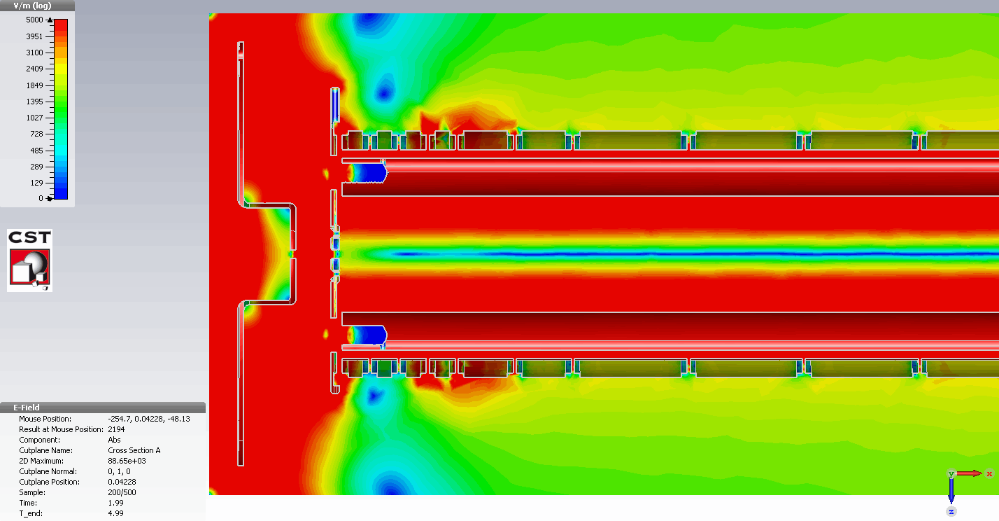 V/m (log)
5000
3951
3100
2409
1849
1395
1027
728
485
289
129
0
CST
E-Field
Mouse Position: -254.7, 0.04228, -48.13
Result at Mouse Position: 2194
Component: Abs
Cutplane Name: Cross Section A
2D Maximum: 88.65e+03
Cutplane Normal: 0, 1, 0
Cutplane Position: 0.04228
Sample: 200/500
Time: 1.99
T_end: 4.99
y x
z